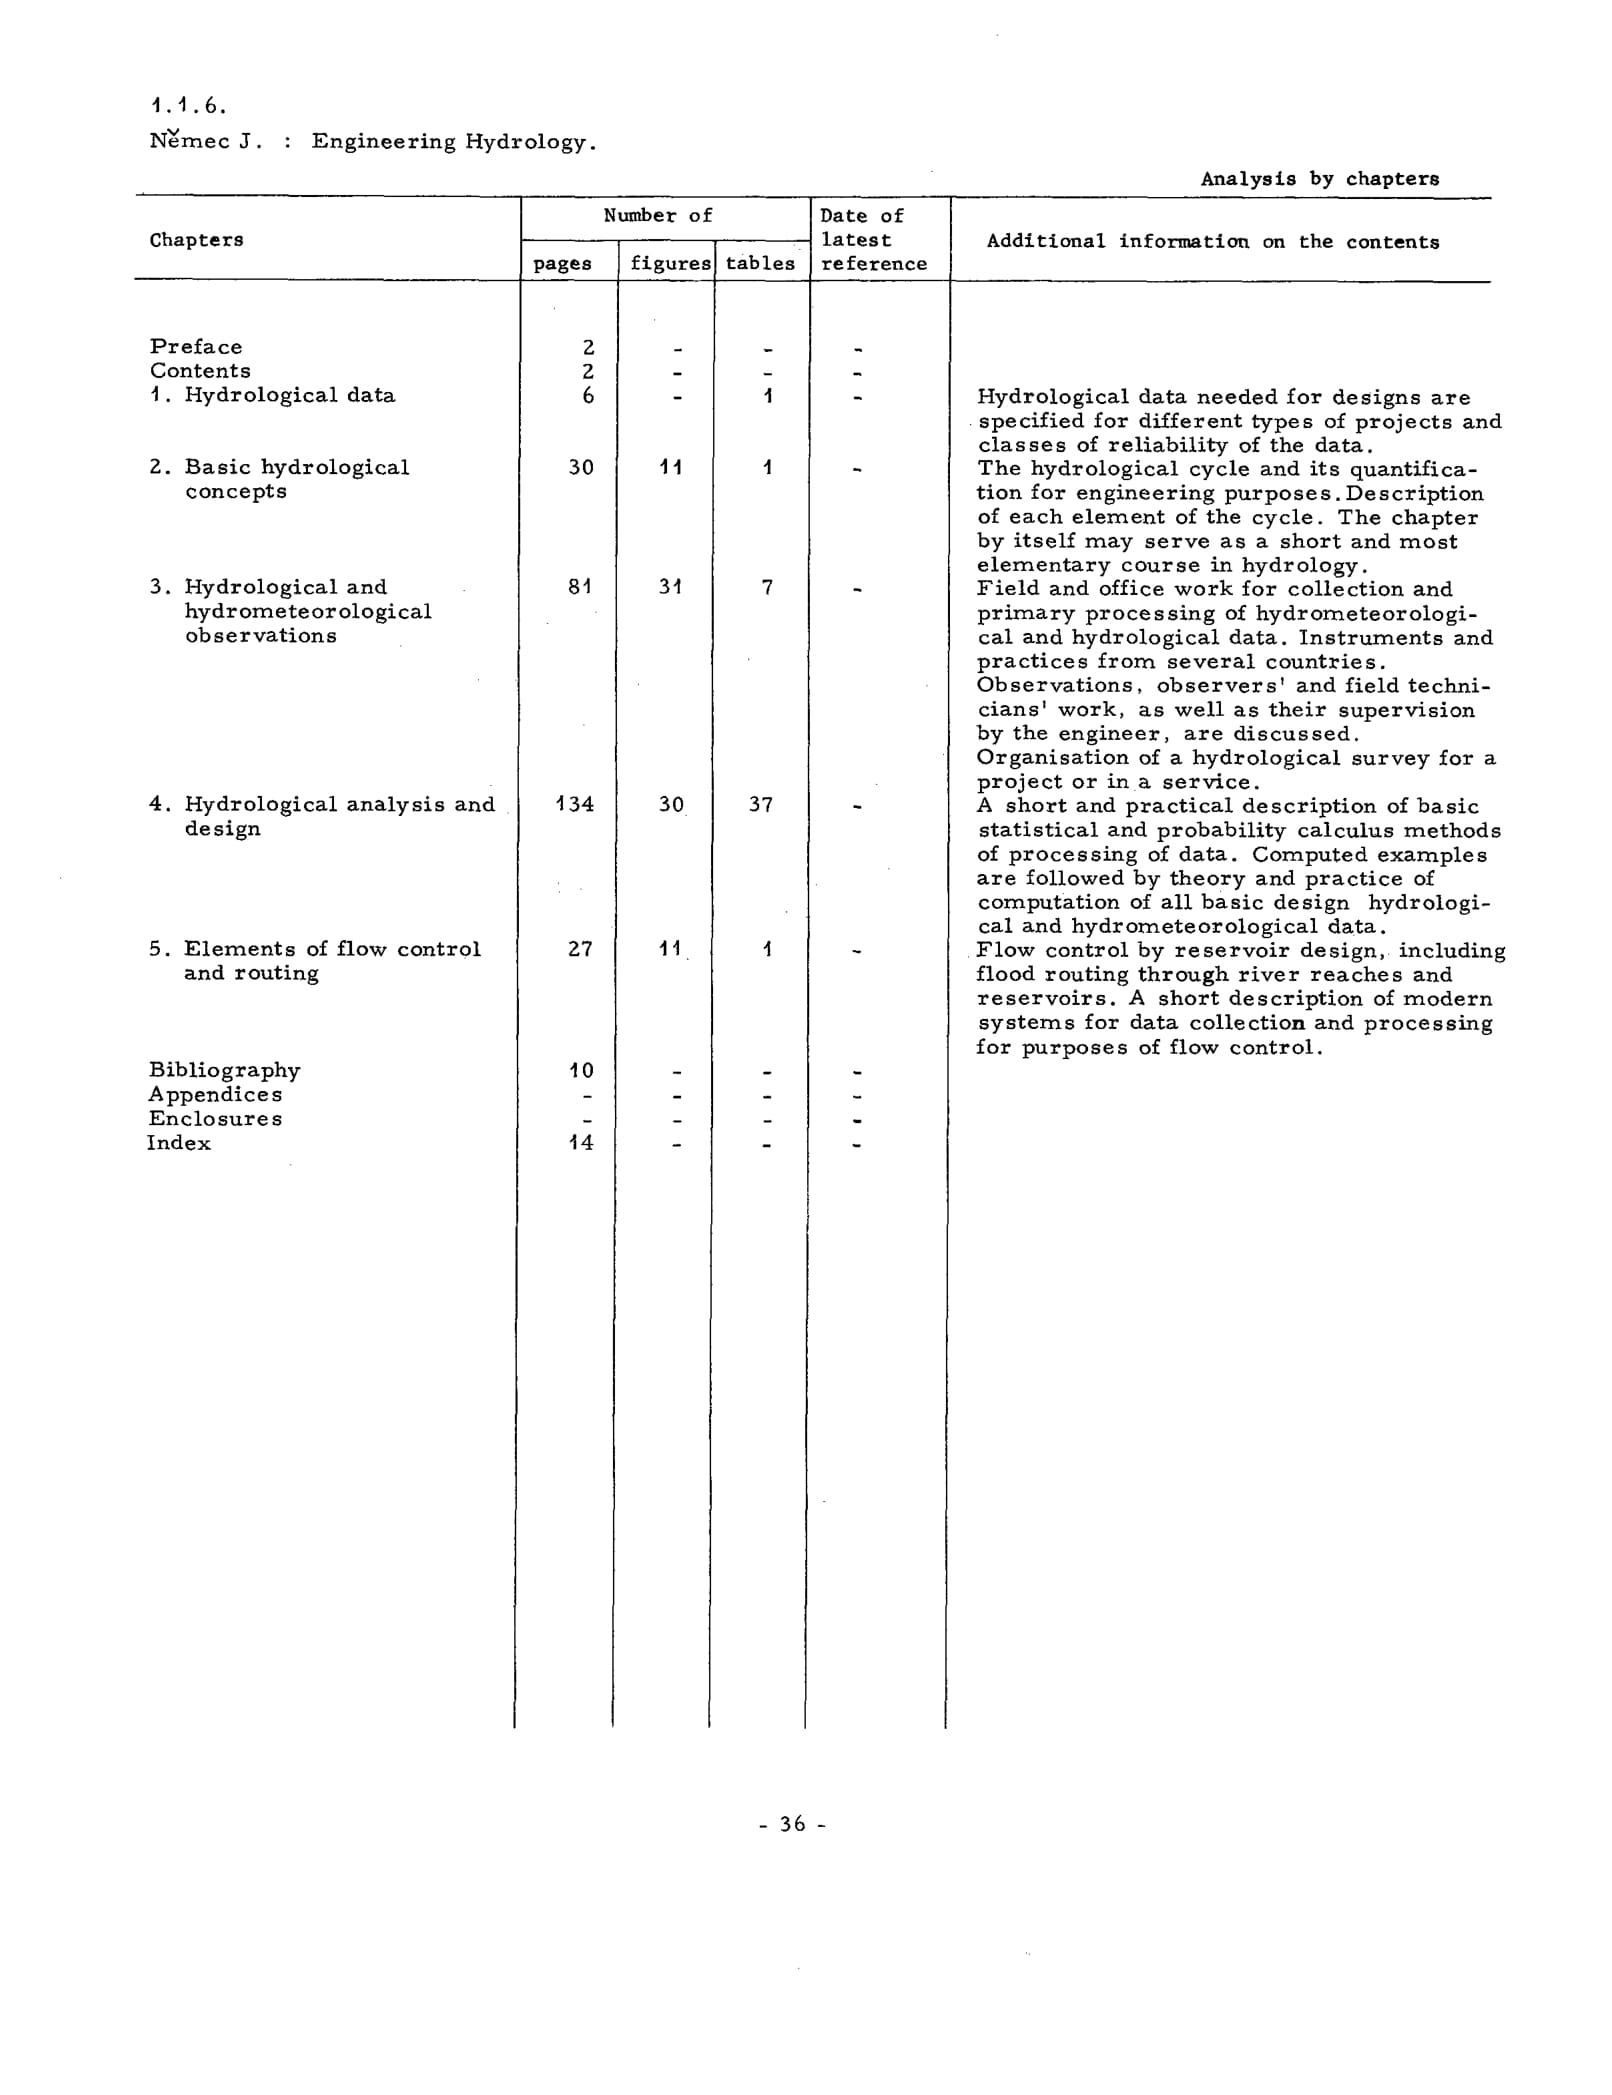 1.1.6.
Němec J. : Engineering Hydrology.
Analysis by chapters
Chapters
Number of
pages figures tables
Date of
latest
reference
Additional information on the contents
Preface 2 - - -
Contents 2 - - -
1. Hydrological data 6 - 1 - Hydrological data needed for designs are
specified for different types of projects and
classes of reliability of the data.
2. Basic hydrological 30 11 1 - The hydrological cycle and its quantifica-
concepts tion for engineering purposes. Description
of each element of the cycle. The chapter
by itself may serve as a short and most
elementary course in hydrology.
3. Hydrological and 81 31 7 - Field and office work for collection and
hydrometeorological primary processing of hydrometeorologi-
observations cal and hydrological data. Instruments and
practices from several countries.
Observations, observers' and field techni-
cians' work, as well as their supervision
by the engineer, are discussed.
Organisation of a hydrological survey for a
project or in a service.
4. Hydrological analysis and 134 30 37 - A short and practical description of basic
design statistical and probability calculus methods
of processing of data. Computed examples
are followed by theory and practice of
computation of all basic design hydrologi-
cal and hydrometeorological data.
5. Elements of flow control 27 11 1 - Flow control by reservoir design, including
and routing flood routing through river reaches and
reservoirs. A short description of modern
systems for data collection and processing
for purposes of flow control.
Bibliography 10 - - -
Appendices - - - -
Enclosures - - - -
Index 14 - - -
- 36 -